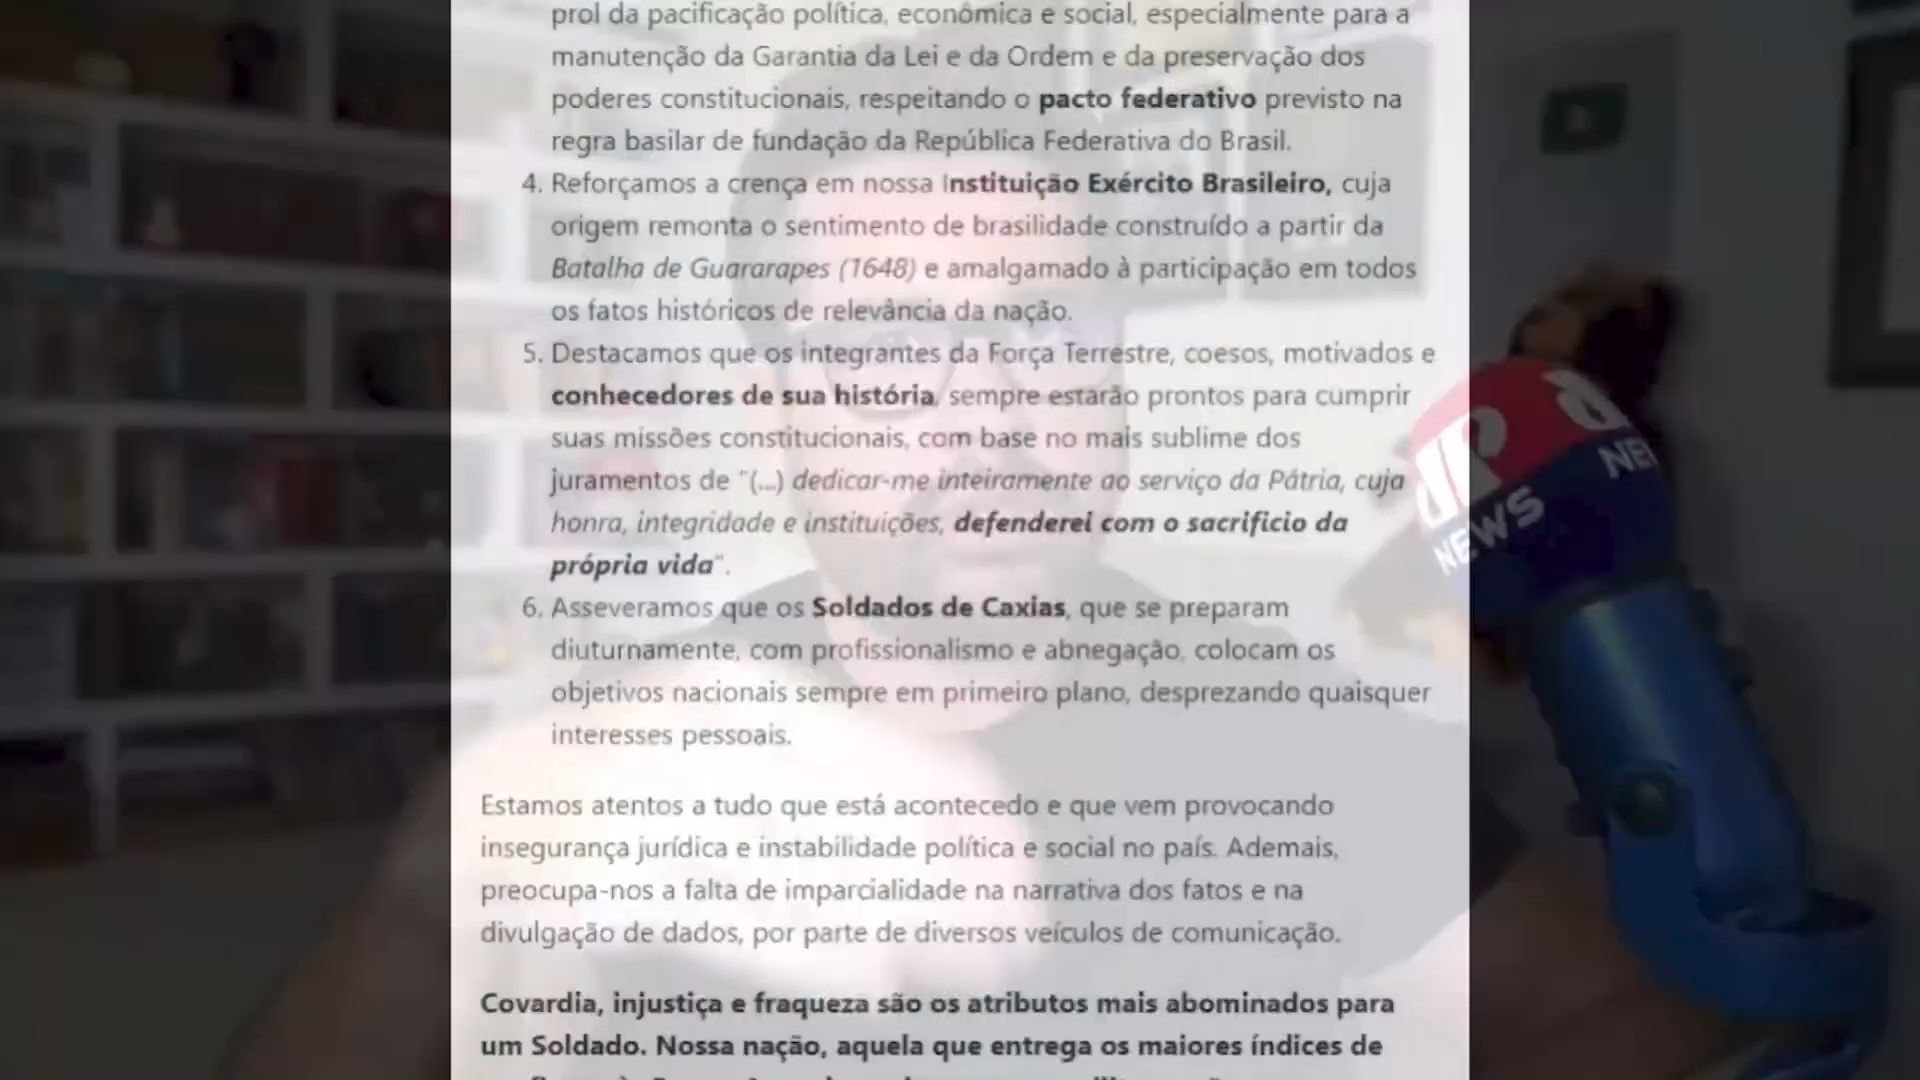 prol da pacificação política, econômica e social, especialmente para a
manutenção da Garantia da Lei e da Ordem e da preservação dos
poderes constitucionais, respeitando o pacto federativo previsto na
regra basilar de fundação da República Federativa do Brasil.
4. Reforçamos a crença em nossa Instituição Exército Brasileiro, cuja
origem remonta o sentimento de brasilidade construído a partir da
Batalha de Guararapes (1648) e amalgamado à participação em todos
os fatos históricos de relevância da nação.
5. Destacamos que os integrantes da Força Terrestre, coesos, motivados e
conhecedores de sua história, sempre estarão prontos para cumprir
suas missões constitucionais, com base no mais sublime dos
juramentos de "(...) dedicar-me inteiramente ao serviço da Pátria, cuja
honra, integridade e instituições, defenderei com o sacrificio da
própria vida".
6. Asseveramos que os Soldados de Caxias, que se preparam
diuturnamente, com profissionalismo e abnegação, colocam os
objetivos nacionais sempre em primeiro plano, desprezando quaisquer
interesses pessoais.
Estamos atentos a tudo que está acontecedo e que vem provocando
insegurança jurídica e instabilidade política e social no país. Ademais,
preocupa-nos a falta de imparcialidade na narrativa dos fatos e na
divulgação de dados, por parte de diversos veículos de comunicação.
Covardia, injustiça e fraqueza são os atributos mais abominados para
um Soldado. Nossa nação, aquela que entrega os maiores índices de
JP
NEWS